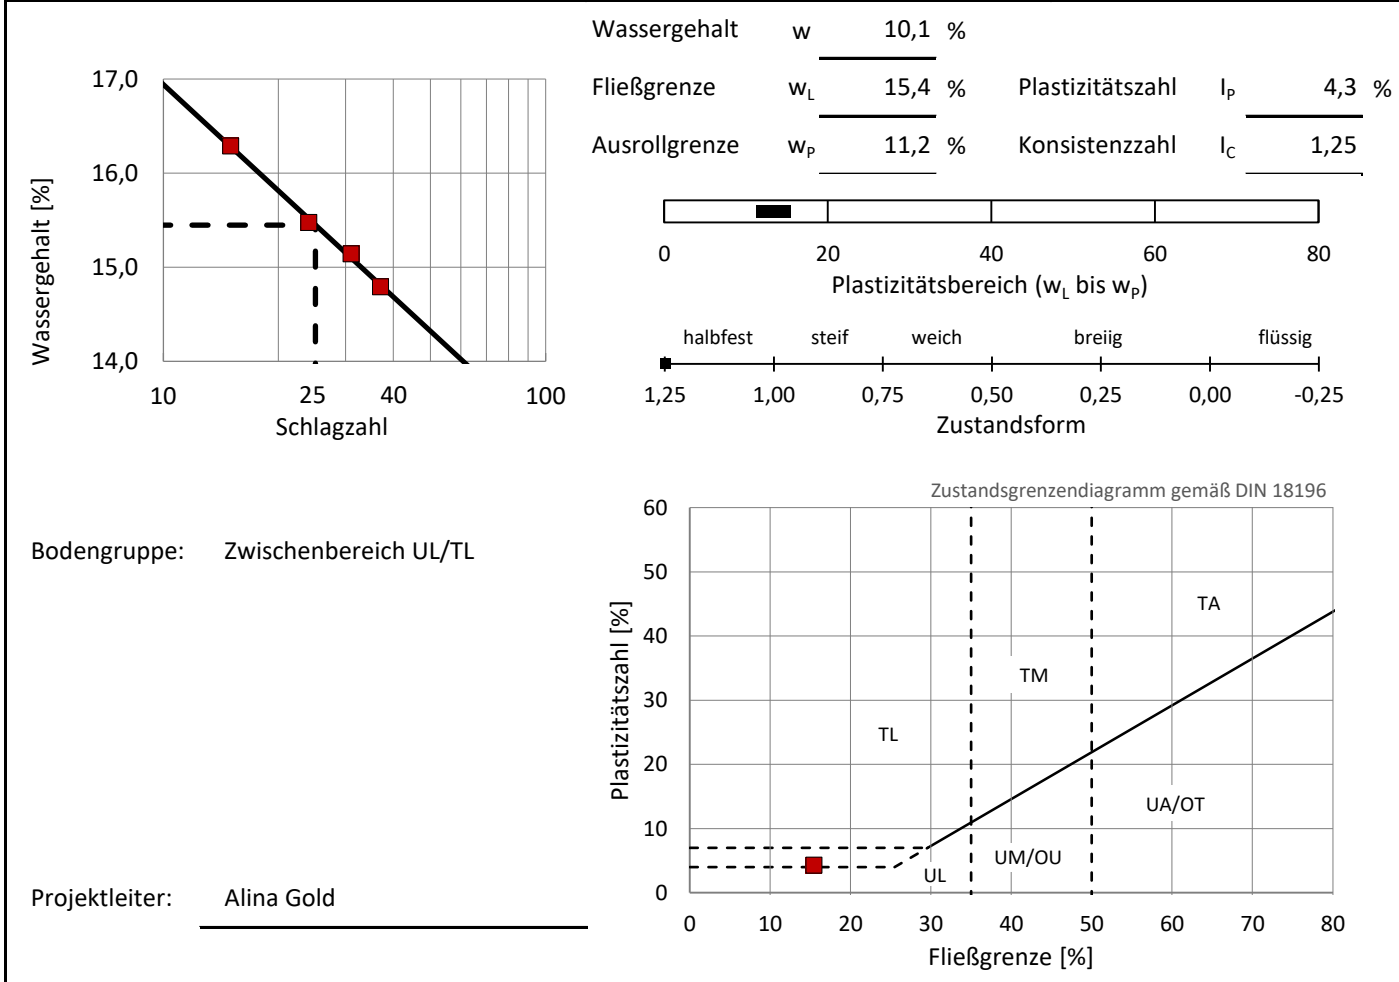 Wassergehalt w 10,1 %
Fließgrenze wL 15,4 % Plastizitätszahl IP 4,3 %
Ausrollgrenze wP 11,2 % Konsistenzzahl IC 1,25
17,0
16,0
15,0
14,0
Wassergehalt [%]
10 25 40 100
Schlagzahl
0 20 40 60 80
Plastizitätsbereich (wL bis wP)
halbfest steif weich breiig flüssig
1,25 1,00 0,75 0,50 0,25 0,00 -0,25
Zustandsform
Bodengruppe: Zwischenbereich UL/TL
Zustandsgrenzendiagramm gemäß DIN 18196
60
50
40
30
20
10
0
Plastizitätszahl [%]
TA
TM
TL
UA/OT
UM/OU
UL
0 10 20 30 40 50 60 70 80
Fließgrenze [%]
Projektleiter: Alina Gold